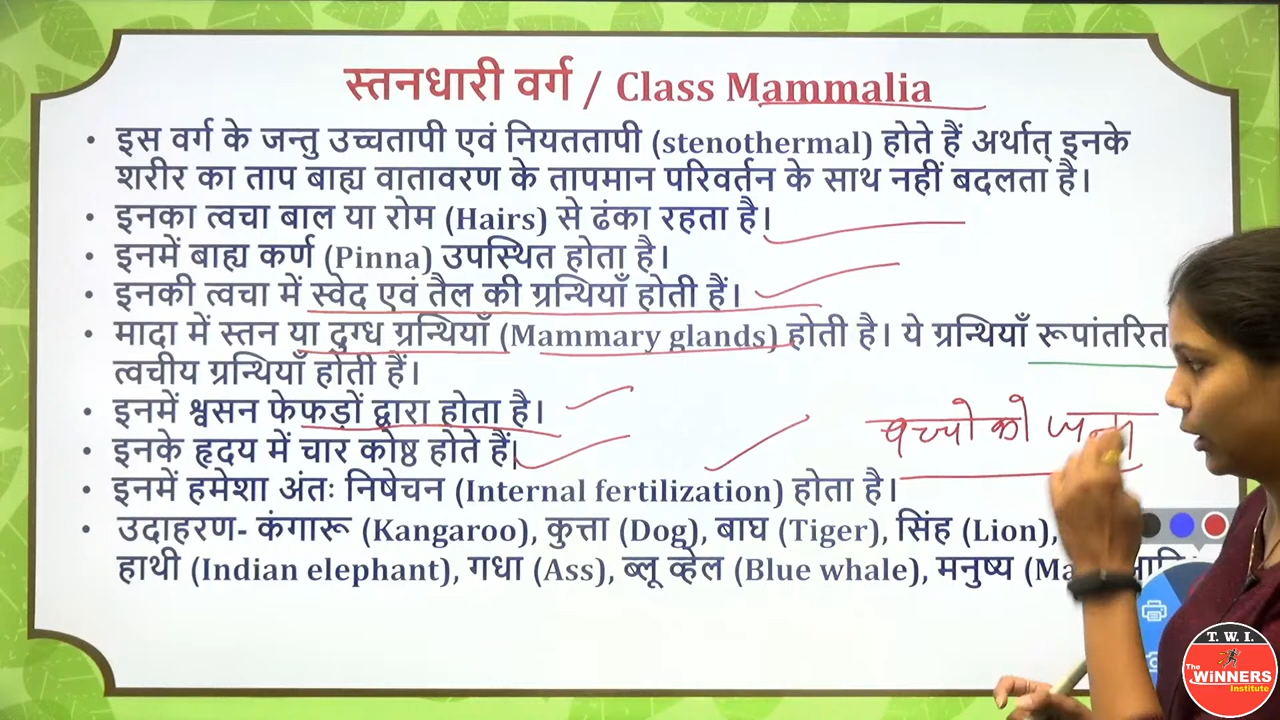 स्तनधारी वर्ग / Class Mammalia
• इस वर्ग के जन्तु उच्चतापी एवं नियततापी (stenothermal) होते हैं अर्थात् इनके
शरीर का ताप बाह्य वातावरण के तापमान परिवर्तन के साथ नहीं बदलता है।
• इनका त्वचा बाल या रोम (Hairs) से ढंका रहता है।
• इनमें बाह्य कर्ण (Pinna) उपस्थित होता है।
• इनकी त्वचा में स्वेद एवं तैल की ग्रन्थियाँ होती हैं।
• मादा में स्तन या दुग्ध ग्रन्थियाँ (Mammary glands) होती है। ये ग्रन्थियाँ रूपांतरित
त्वचीय ग्रन्थियाँ होती हैं।
• इनमें श्वसन फेफड़ों द्वारा होता है।
बच्चो को जन्म
• इनके हृदय में चार कोष्ठ होते हैं।
• इनमें हमेशा अंतः निषेचन (Internal fertilization) होता है।
• उदाहरण- कंगारू (Kangaroo), कुत्ता (Dog), बाघ (Tiger), सिंह (Lion),
हाथी (Indian elephant), गधा (Ass), ब्लू व्हेल (Blue whale), मनुष्य
T. W. I.
The
WiNNERS
Institute